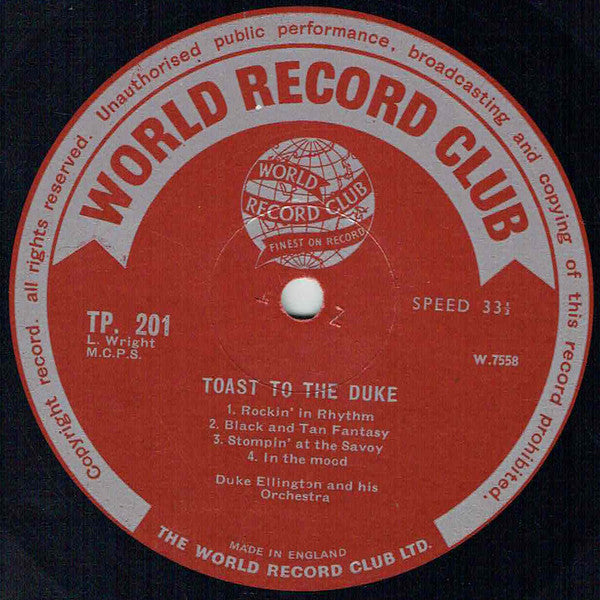 Copyright record. all rights reserved. Unauthorised public performance, broadcasting and copying of this record prohibited.
WORLD RECORD CLUB
WORLD
RECORD CLUB
FINEST ON RECORD
TP. 201
L. Wright
M.C.P.S.
SPEED 33⅓
W.7558
TOAST TO THE DUKE
1. Rockin' in Rhythm
2. Black and Tan Fantasy
3. Stompin' at the Savoy
4. In the mood
Duke Ellington and his
Orchestra
MADE IN ENGLAND
THE WORLD RECORD CLUB LTD.